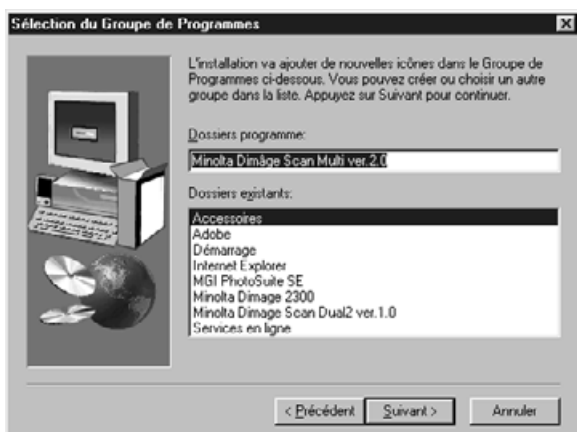 Sélection du Groupe de Programmes
L'installation va ajouter de nouvelles icônes dans le Groupe de
Programmes ci-dessous. Vous pouvez créer ou choisir un autre
groupe dans la liste. Appuyez sur Suivant pour continuer.
Dossiers programme:
Minolta Dimâge Scan Multi ver.2.0
Dossiers existants:
Accessoires
Adobe
Démarrage
Internet Explorer
MGI PhotoSuite SE
Minolta Dimage 2300
Minolta Dimage Scan Dual2 ver.1.0
Services en ligne
< Précédent Suivant > Annuler